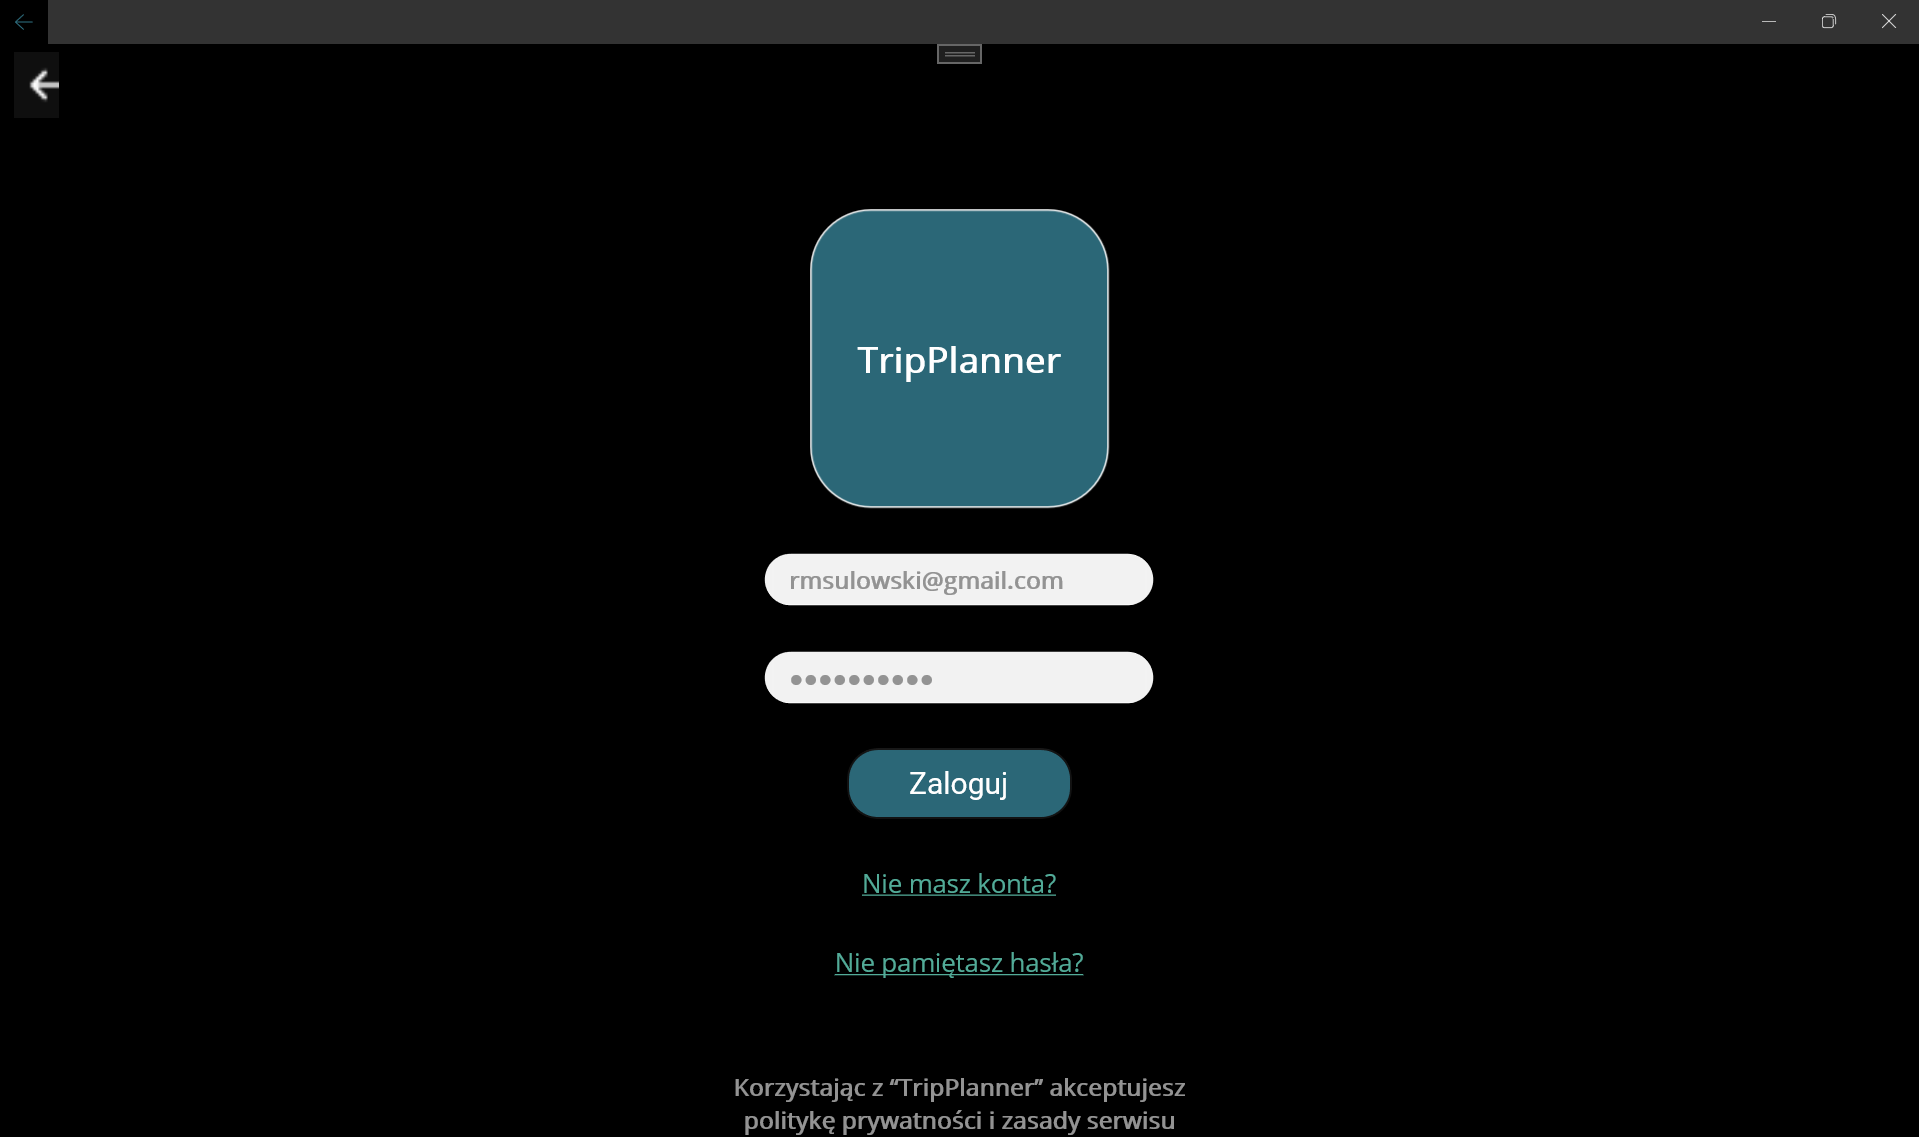 TripPlanner
rmsulowski@gmail.com
●●●●●●●●●●
Zaloguj
Nie masz konta?
Nie pamiętasz hasła?
Korzystając z “TripPlanner” akceptujesz
politykę prywatności i zasady serwisu